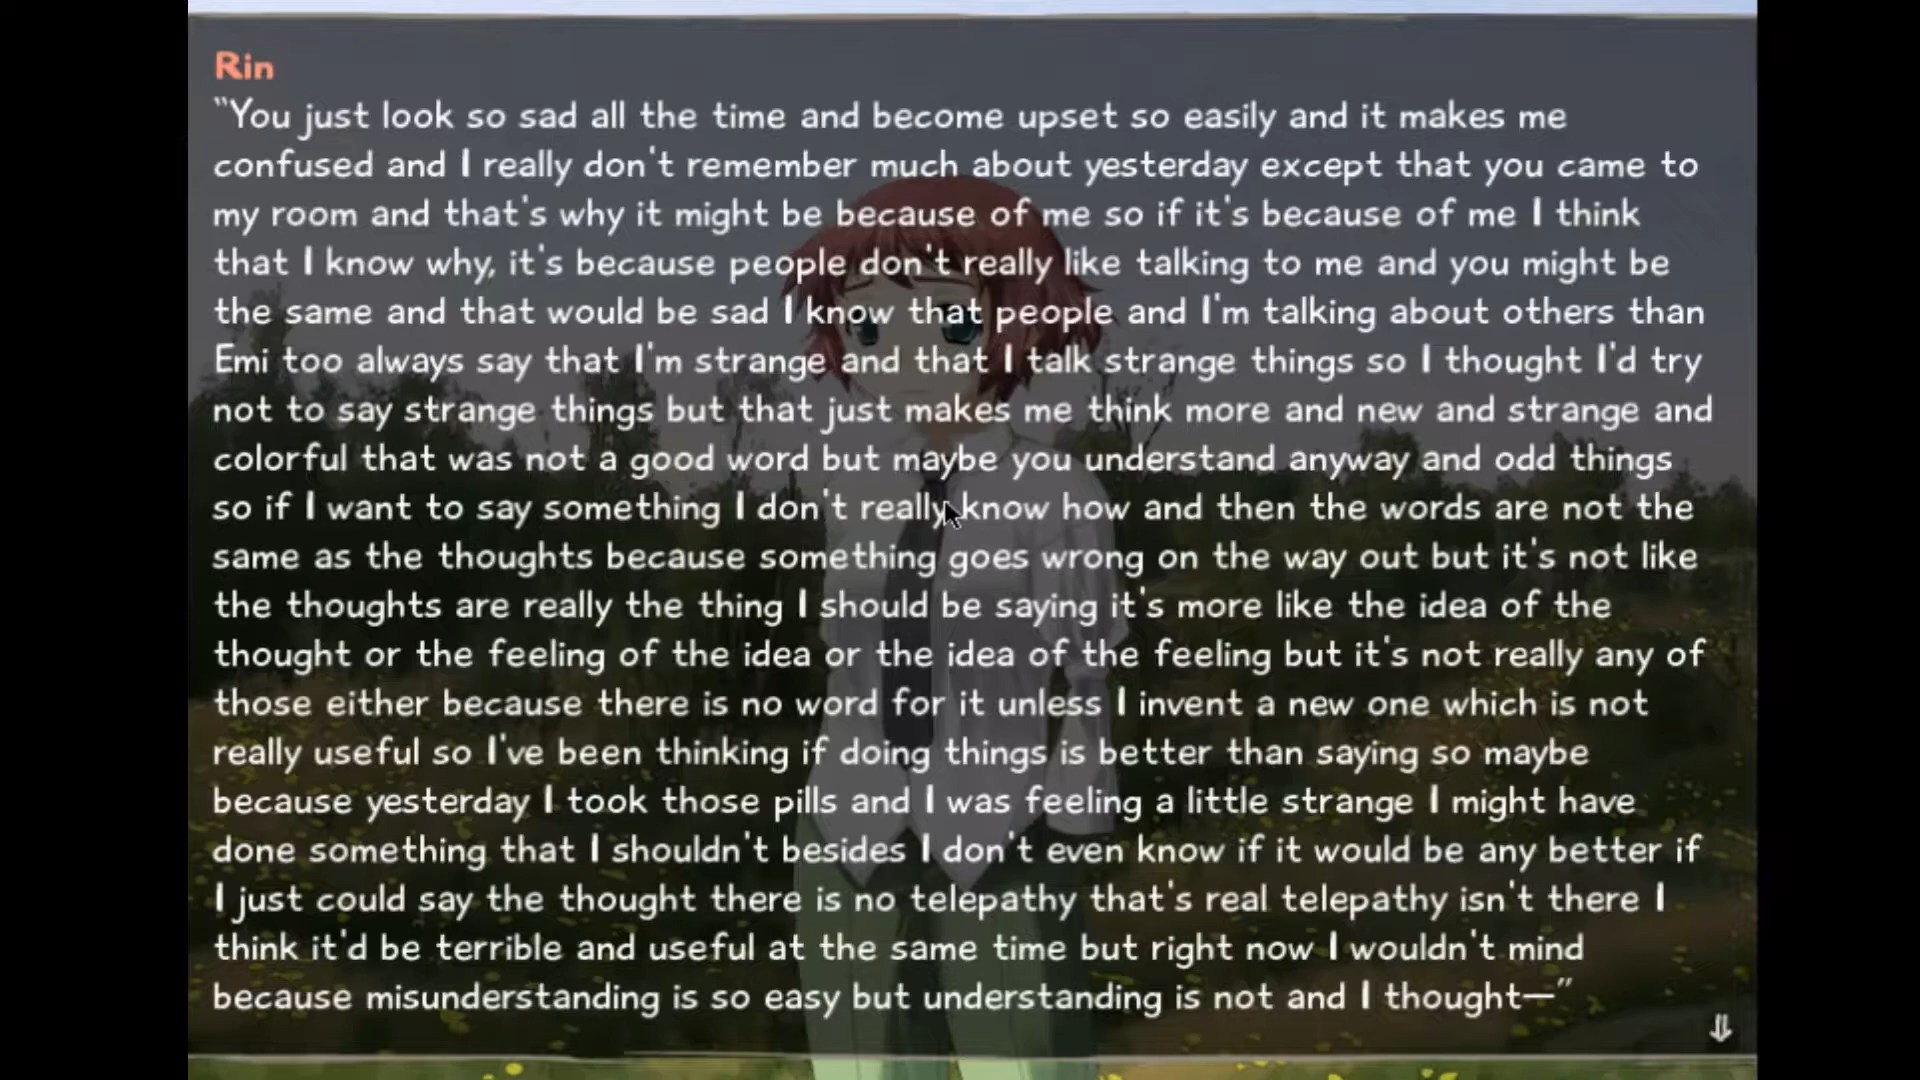 Rin
“You just look so sad all the time and become upset so easily and it makes me
confused and I really don't remember much about yesterday except that you came to
my room and that's why it might be because of me so if it's because of me I think
that I know why, it's because people don't really like talking to me and you might be
the same and that would be sad I know that people and I'm talking about others than
Emi too always say that I'm strange and that I talk strange things so I thought I'd try
not to say strange things but that just makes me think more and new and strange and
colorful that was not a good word but maybe you understand anyway and odd things
so if I want to say something I don't really know how and then the words are not the
same as the thoughts because something goes wrong on the way out but it's not like
the thoughts are really the thing I should be saying it's more like the idea of the
thought or the feeling of the idea or the idea of the feeling but it's not really any of
those either because there is no word for it unless I invent a new one which is not
really useful so I've been thinking if doing things is better than saying so maybe
because yesterday I took those pills and I was feeling a little strange I might have
done something that I shouldn't besides I don't even know if it would be any better if
I just could say the thought there is no telepathy that's real telepathy isn't there I
think it'd be terrible and useful at the same time but right now I wouldn't mind
because misunderstanding is so easy but understanding is not and I thought—”